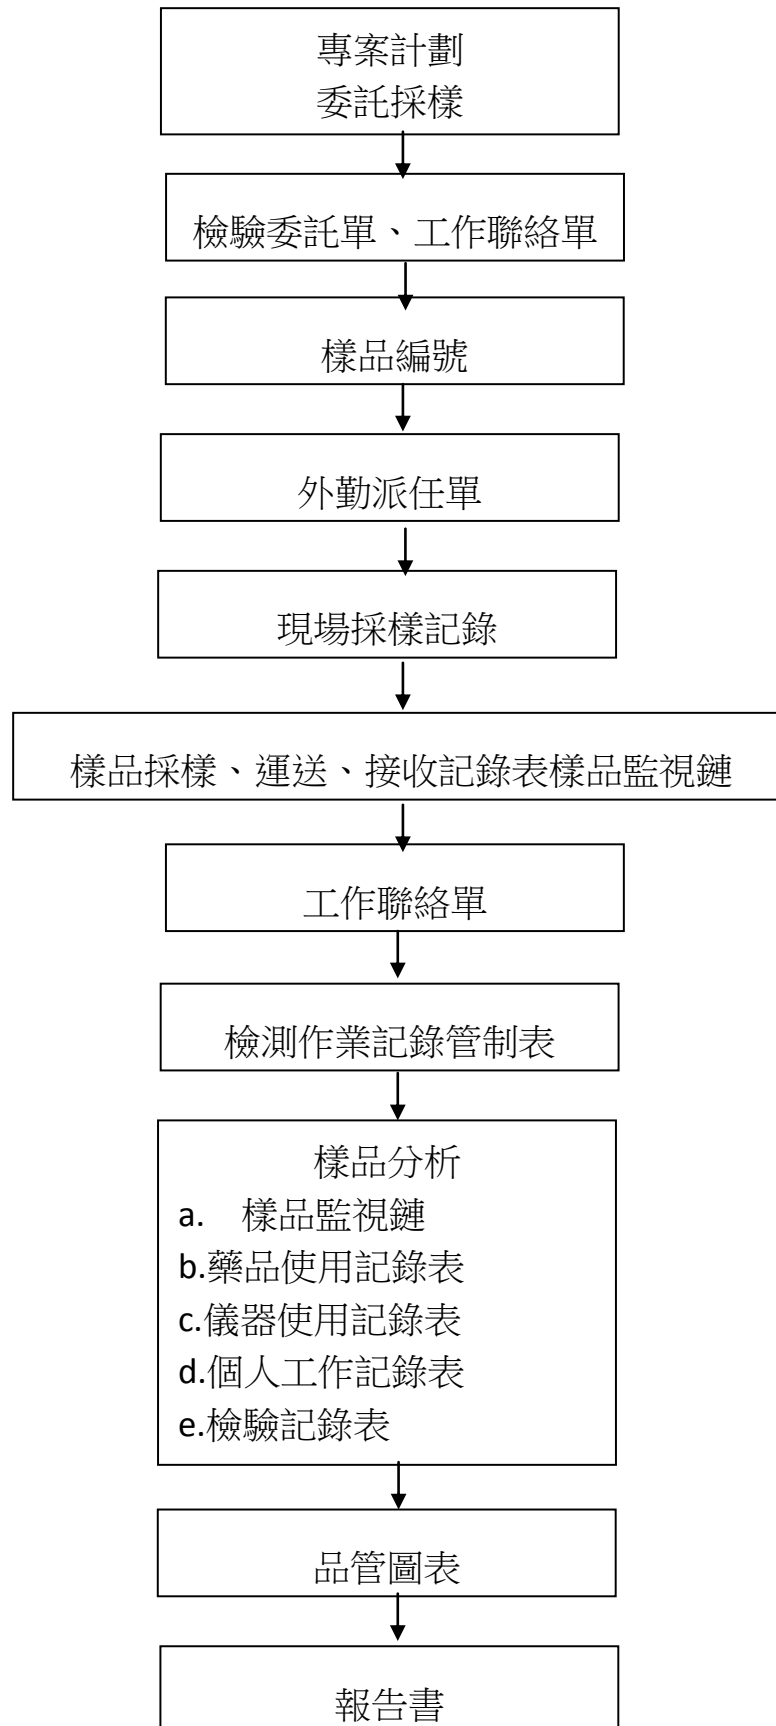 專案計劃
委託採樣
檢驗委託單、工作聯絡單
樣品編號
外勤派任單
現場採樣記錄
樣品採樣、運送、接收記錄表樣品監視鏈
工作聯絡單
檢測作業記錄管制表
樣品分析
a. 樣品監視鏈
b.藥品使用記錄表
c.儀器使用記錄表
d.個人工作記錄表
e.檢驗記錄表
品管圖表
報告書